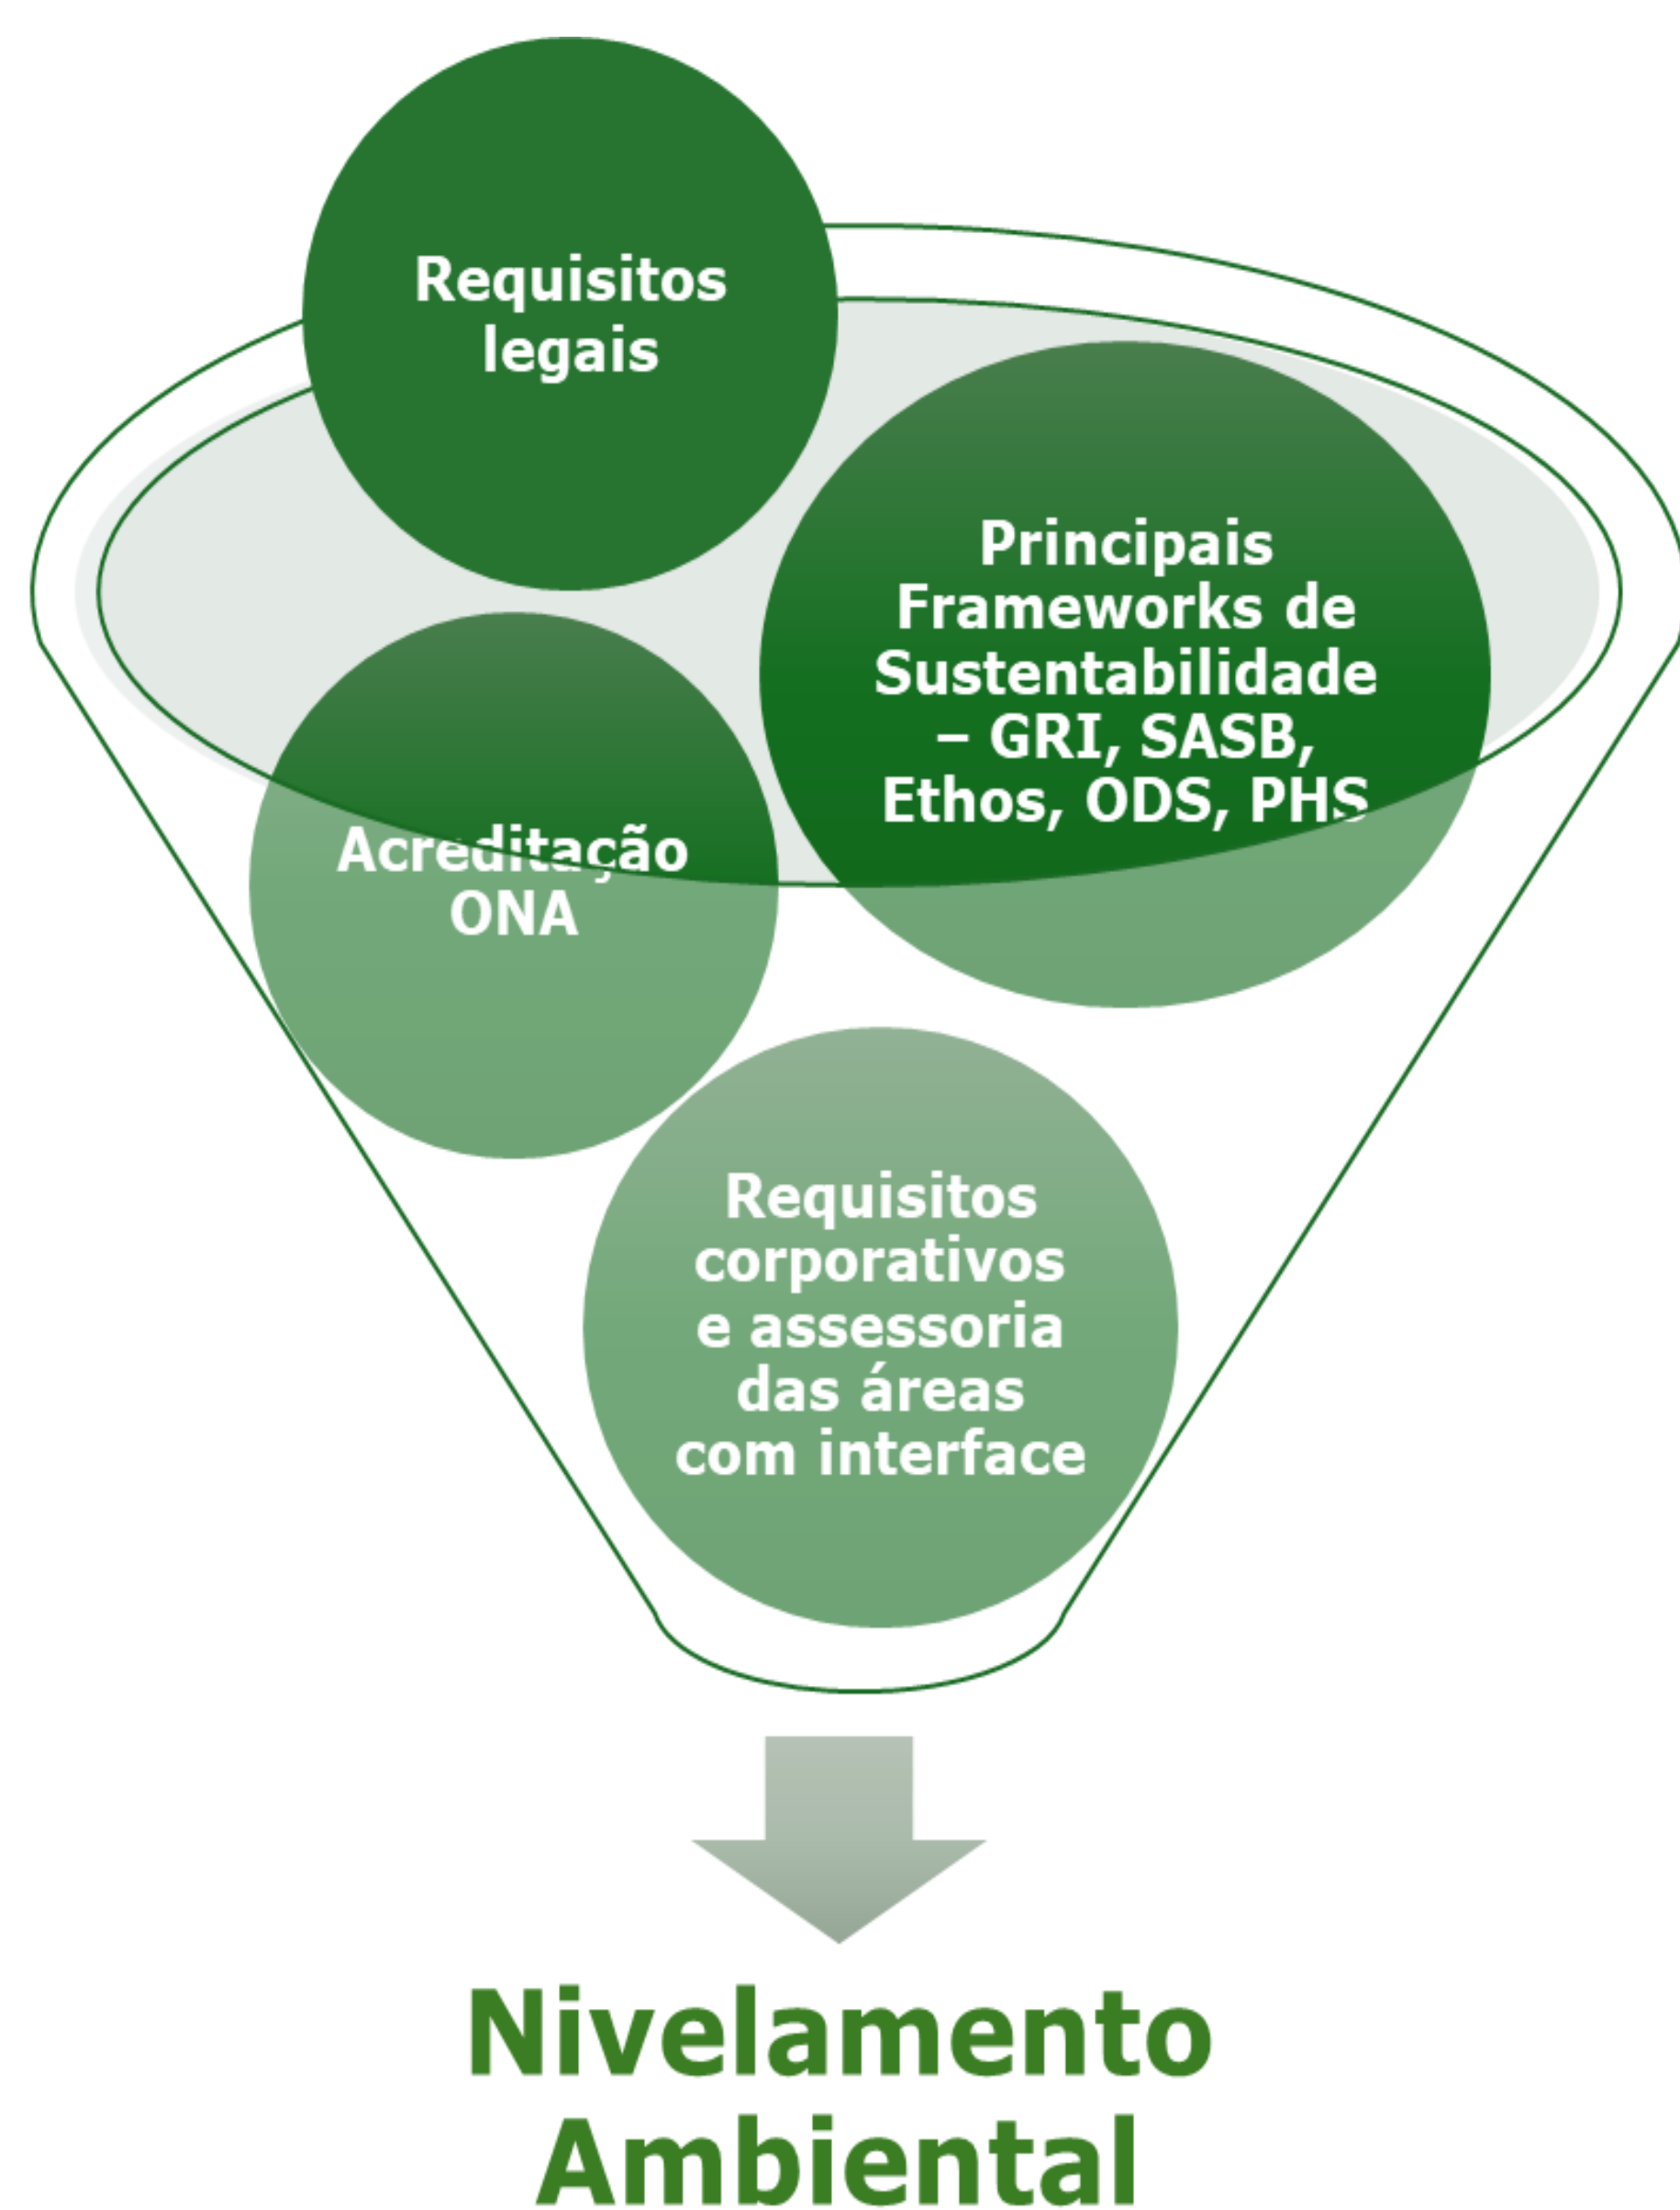 Requisitos
legais
Principais
Frameworks de
Sustentabilidade
– GRI, SASB,
Ethos, ODS, PHS
Acreditação
ONA
Requisitos
corporativos
e assessoria
das áreas
com interface
Nivelamento
Ambiental